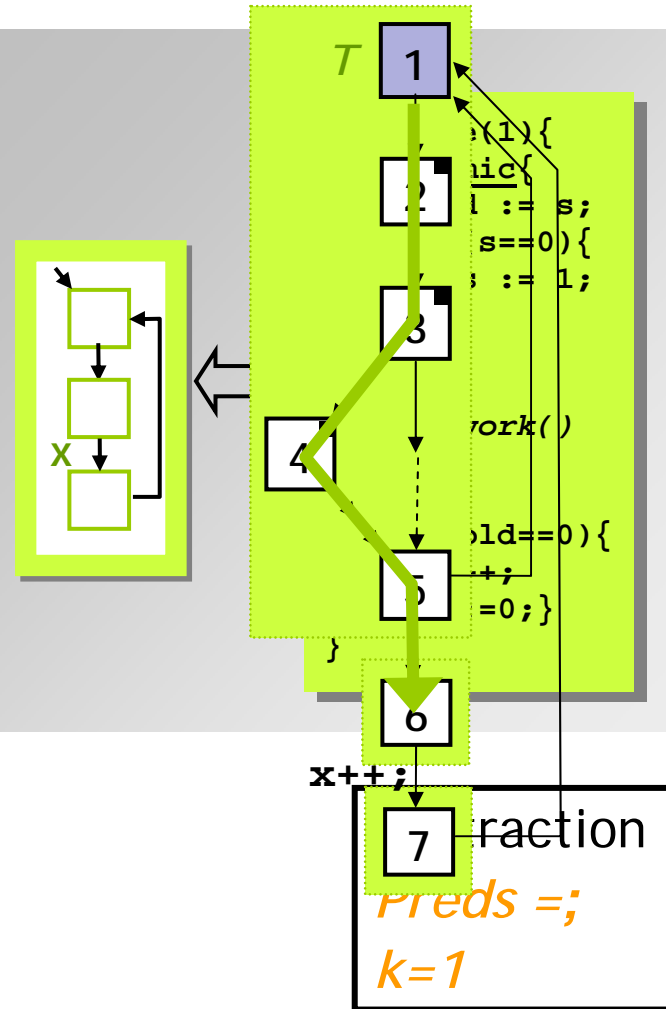 T
1
e(1){
2
nic{
:= s;
s==0){
:= 1;
3
work()
4
X
old==0){
5
+;
=0;}
}
6
x++;
7
raction
Preds =;
k=1